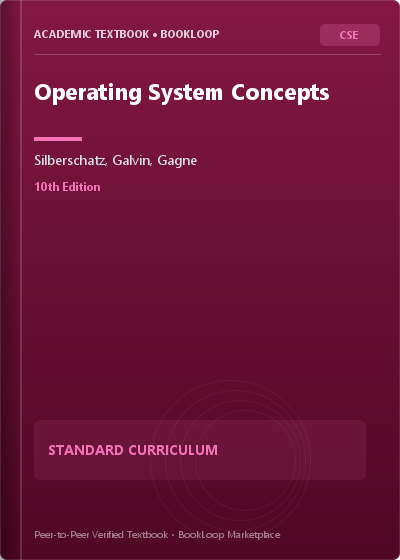 ACADEMIC TEXTBOOK • BOOKLOOP
CSE
Operating System Concepts
Silberschatz, Galvin, Gagne
10th Edition
STANDARD CURRICULUM
Peer-to-Peer Verified Textbook • BookLoop Marketplace